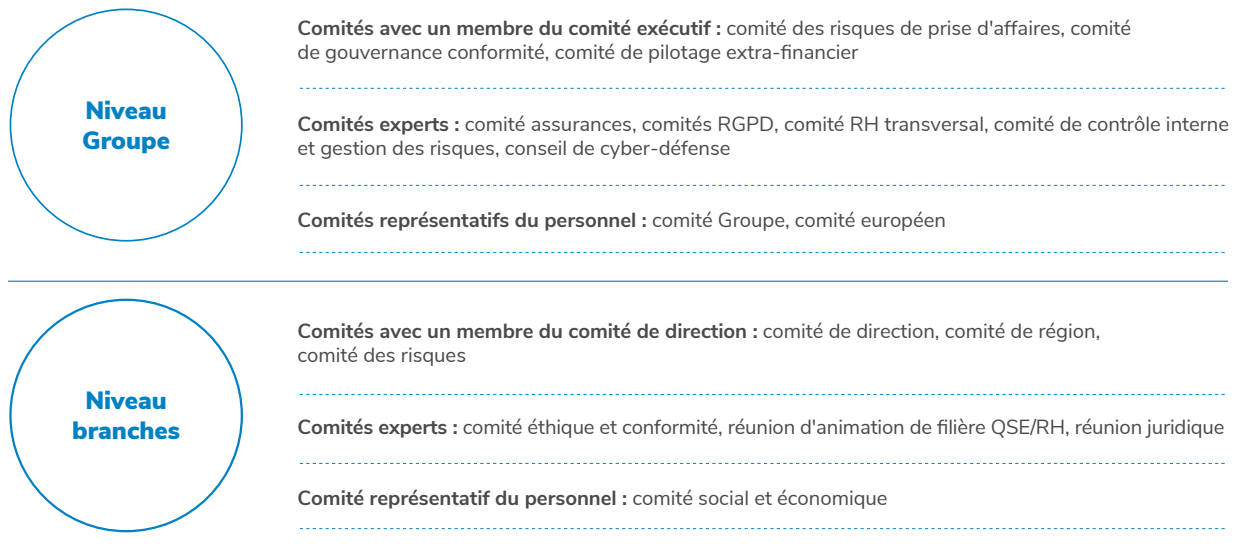 Niveau
Groupe
Comités avec un membre du comité exécutif : comité des risques de prise d'affaires, comité
de gouvernance conformité, comité de pilotage extra-financier
Comités experts : comité assurances, comités RGPD, comité RH transversal, comité de contrôle interne
et gestion des risques, conseil de cyber-défense
Comités représentatifs du personnel : comité Groupe, comité européen
Niveau
branches
Comités avec un membre du comité de direction : comité de direction, comité de région,
comité des risques
Comités experts : comité éthique et conformité, réunion d'animation de filière QSE/RH, réunion juridique
Comité représentatif du personnel : comité social et économique